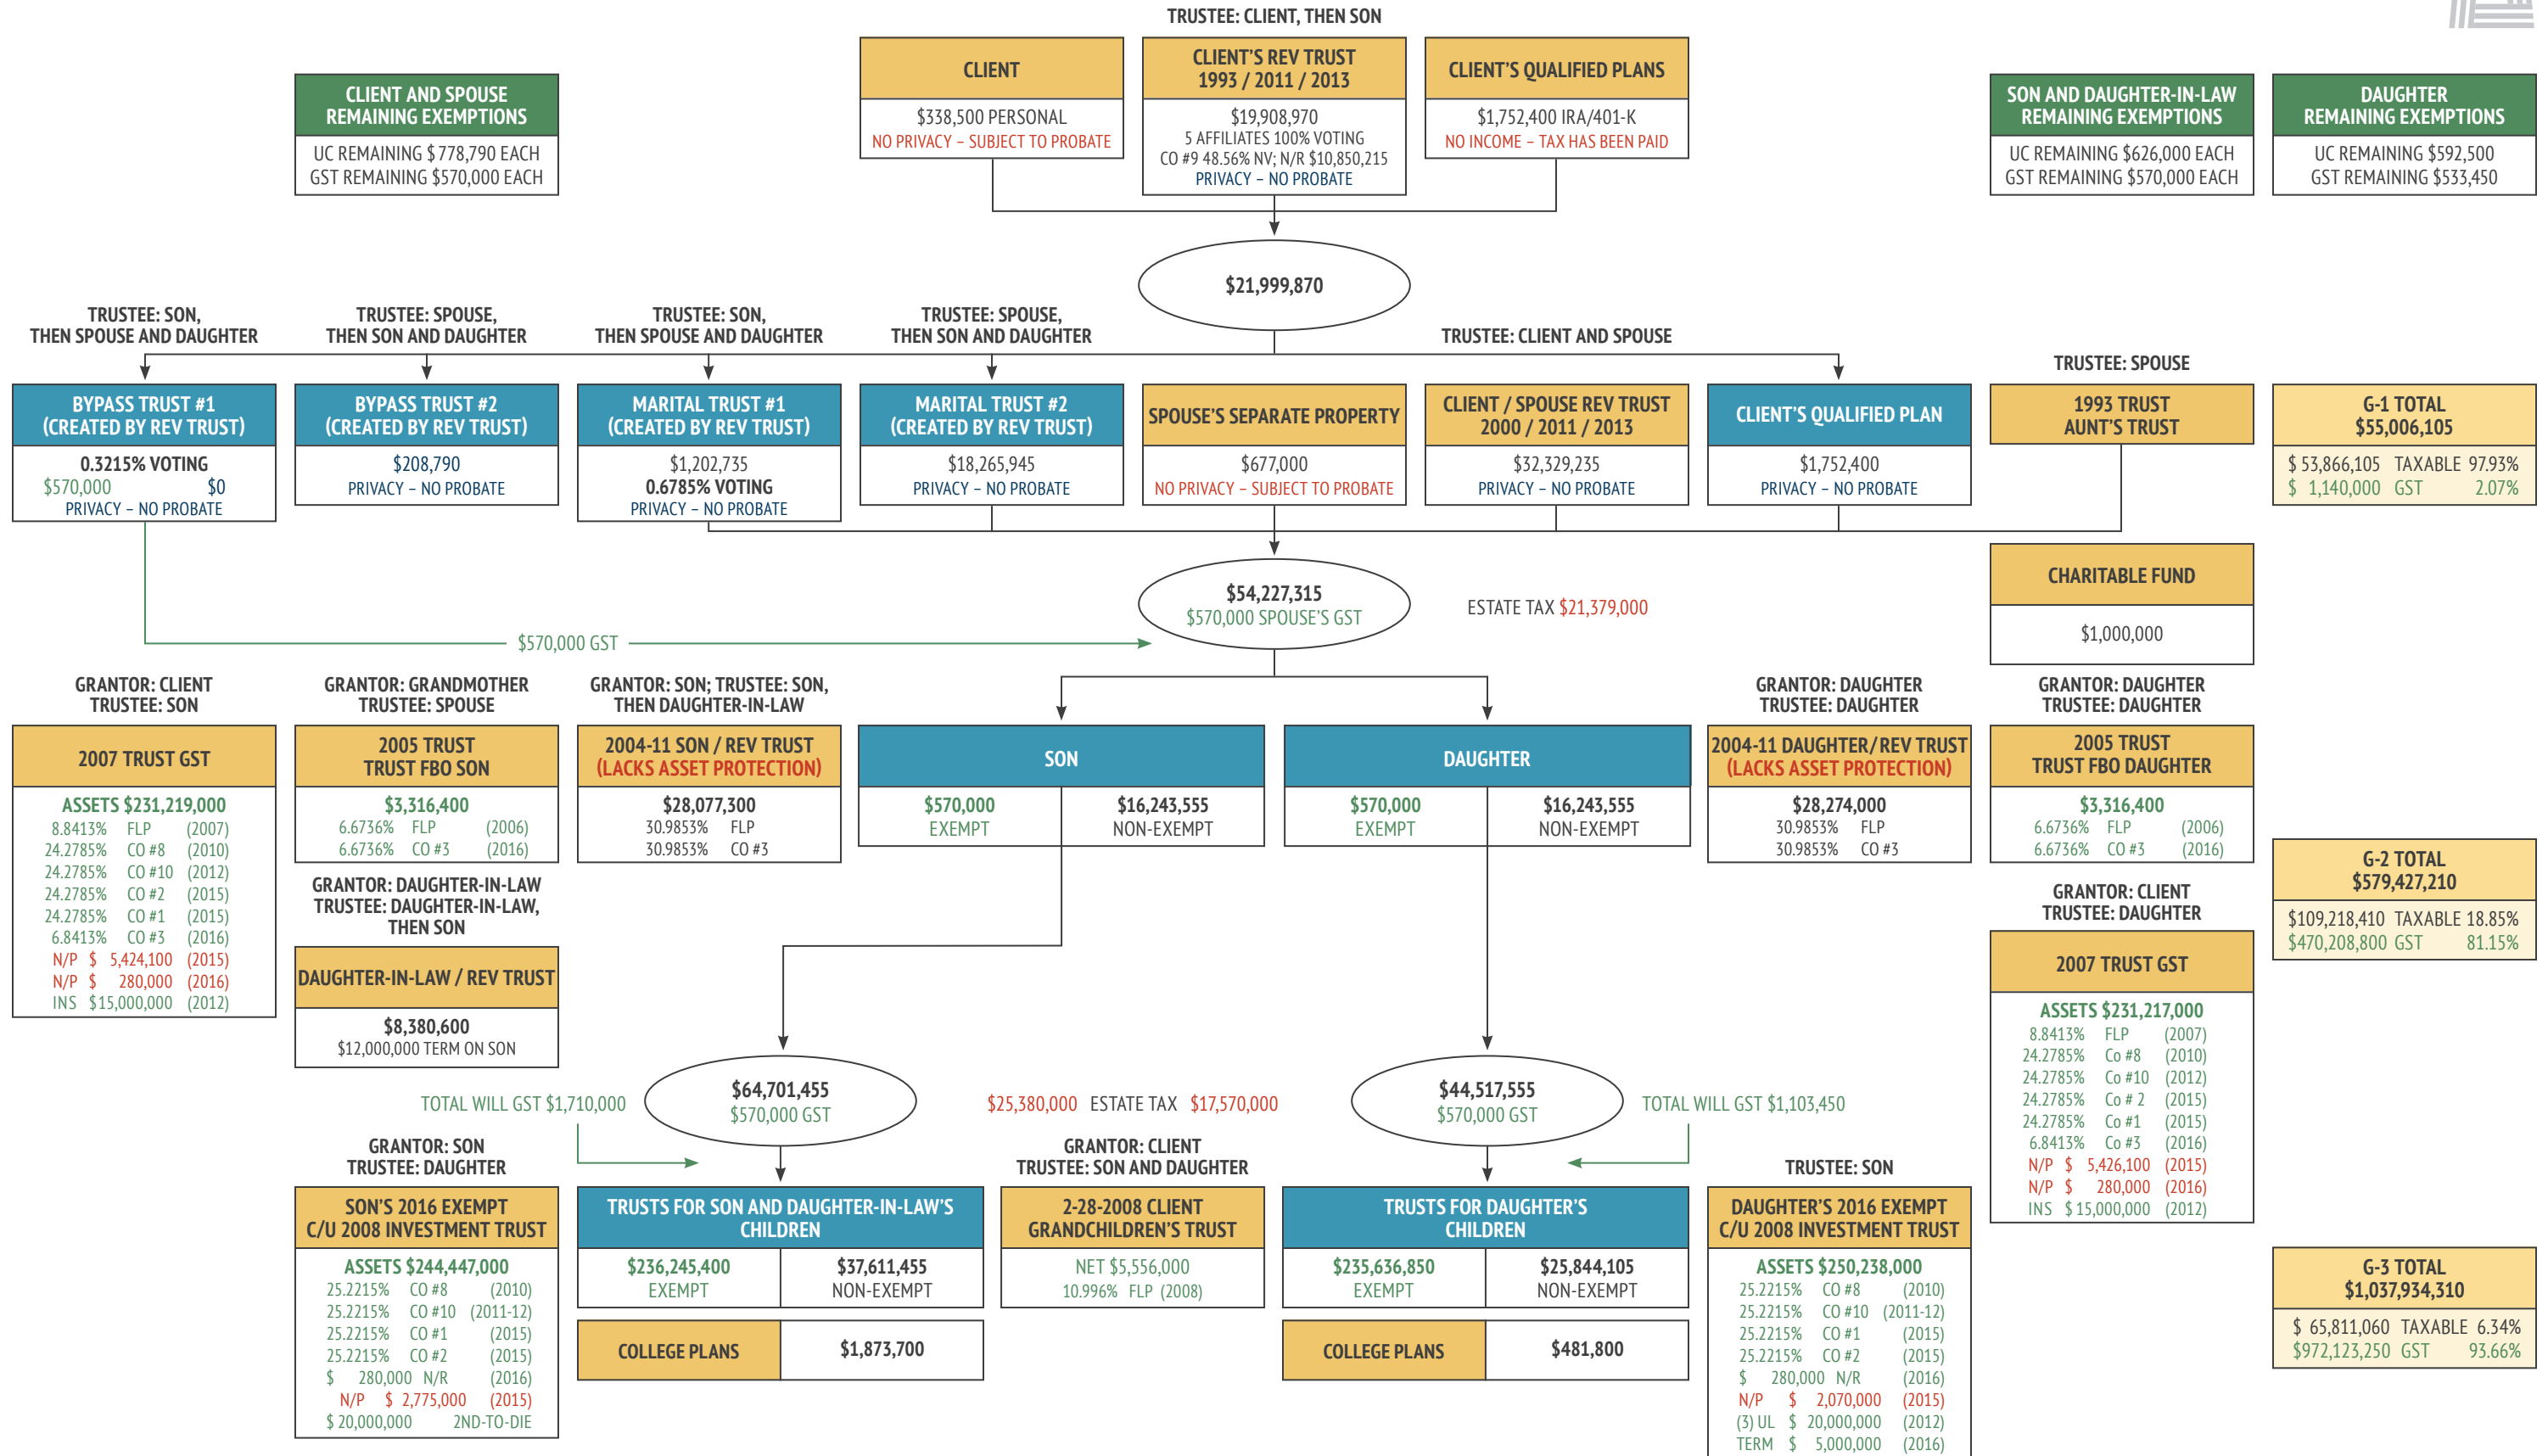 TRUSTEE: CLIENT, THEN SON
CLIENT AND SPOUSE
REMAINING EXEMPTIONS
UC REMAINING $778,790 EACH
GST REMAINING $570,000 EACH
CLIENT
$338,500 PERSONAL
NO PRIVACY – SUBJECT TO PROBATE
CLIENT'S REV TRUST
1993 / 2011 / 2013
$19,908,970
5 AFFILIATES 100% VOTING
CO #9 48.56% NV; N/R $10,850,215
PRIVACY – NO PROBATE
CLIENT'S QUALIFIED PLANS
$1,752,400 IRA/401-K
NO INCOME – TAX HAS BEEN PAID
SON AND DAUGHTER-IN-LAW
REMAINING EXEMPTIONS
UC REMAINING $626,000 EACH
GST REMAINING $570,000 EACH
DAUGHTER
REMAINING EXEMPTIONS
UC REMAINING $592,500
GST REMAINING $533,450
$21,999,870
TRUSTEE: SON,
THEN SPOUSE AND DAUGHTER
BYPASS TRUST #1
(CREATED BY REV TRUST)
0.3215% VOTING
$570,000 $0
PRIVACY – NO PROBATE
TRUSTEE: SPOUSE,
THEN SON AND DAUGHTER
BYPASS TRUST #2
(CREATED BY REV TRUST)
$208,790
PRIVACY – NO PROBATE
TRUSTEE: SON,
THEN SPOUSE AND DAUGHTER
MARITAL TRUST #1
(CREATED BY REV TRUST)
$1,202,735
0.6785% VOTING
PRIVACY – NO PROBATE
TRUSTEE: SPOUSE,
THEN SON AND DAUGHTER
MARITAL TRUST #2
(CREATED BY REV TRUST)
$18,265,945
PRIVACY – NO PROBATE
SPOUSE'S SEPARATE PROPERTY
$677,000
NO PRIVACY – SUBJECT TO PROBATE
TRUSTEE: CLIENT AND SPOUSE
CLIENT / SPOUSE REV TRUST
2000 / 2011 / 2013
$32,329,235
PRIVACY – NO PROBATE
CLIENT'S QUALIFIED PLAN
$1,752,400
PRIVACY – NO PROBATE
TRUSTEE: SPOUSE
1993 TRUST
AUNT'S TRUST
G-1 TOTAL
$55,006,105
$ 53,866,105 TAXABLE 97.93%
$ 1,140,000 GST 2.07%
$54,227,315
$570,000 SPOUSE'S GST
ESTATE TAX $21,379,000
$570,000 GST
CHARITABLE FUND
$1,000,000
GRANTOR: CLIENT
TRUSTEE: SON
2007 TRUST GST
ASSETS $231,219,000
8.8413% FLP (2007)
24.2785% CO #8 (2010)
24.2785% CO #10 (2012)
24.2785% CO #2 (2015)
24.2785% CO #1 (2015)
6.8413% CO #3 (2016)
N/P $ 5,424,100 (2015)
N/P $ 280,000 (2016)
INS $15,000,000 (2012)
GRANTOR: GRANDMOTHER
TRUSTEE: SPOUSE
2005 TRUST
TRUST FBO SON
$3,316,400
6.6736% FLP (2006)
6.6736% CO #3 (2016)
GRANTOR: DAUGHTER-IN-LAW
TRUSTEE: DAUGHTER-IN-LAW,
THEN SON
DAUGHTER-IN-LAW / REV TRUST
$8,380,600
$12,000,000 TERM ON SON
GRANTOR: SON; TRUSTEE: SON,
THEN DAUGHTER-IN-LAW
2004-11 SON / REV TRUST
(LACKS ASSET PROTECTION)
$28,077,300
30.9853% FLP
30.9853% CO #3
SON
$570,000
EXEMPT
$16,243,555
NON-EXEMPT
DAUGHTER
$570,000
EXEMPT
$16,243,555
NON-EXEMPT
GRANTOR: DAUGHTER
TRUSTEE: DAUGHTER
2004-11 DAUGHTER/ REV TRUST
(LACKS ASSET PROTECTION)
$28,274,000
30.9853% FLP
30.9853% CO #3
GRANTOR: DAUGHTER
TRUSTEE: DAUGHTER
2005 TRUST
TRUST FBO DAUGHTER
$3,316,400
6.6736% FLP (2006)
6.6736% CO #3 (2016)
GRANTOR: CLIENT
TRUSTEE: DAUGHTER
2007 TRUST GST
ASSETS $231,217,000
8.8413% FLP (2007)
24.2785% Co #8 (2010)
24.2785% Co #10 (2012)
24.2785% Co # 2 (2015)
24.2785% Co #1 (2015)
6.8413% Co #3 (2016)
N/P $ 5,426,100 (2015)
N/P $ 280,000 (2016)
INS $ 15,000,000 (2012)
G-2 TOTAL
$579,427,210
$109,218,410 TAXABLE 18.85%
$470,208,800 GST 81.15%
$64,701,455
$570,000 GST
TOTAL WILL GST $1,710,000
$25,380,000 ESTATE TAX $17,570,000
$44,517,555
$570,000 GST
TOTAL WILL GST $1,103,450
GRANTOR: SON
TRUSTEE: DAUGHTER
SON'S 2016 EXEMPT
C/U 2008 INVESTMENT TRUST
ASSETS $244,447,000
25.2215% CO #8 (2010)
25.2215% CO #10 (2011-12)
25.2215% CO #1 (2015)
25.2215% CO #2 (2015)
$ 280,000 N/R (2016)
N/P $ 2,775,000 (2015)
$ 20,000,000 2ND-TO-DIE
TRUSTS FOR SON AND DAUGHTER-IN-LAW'S
CHILDREN
$236,245,400
EXEMPT
$37,611,455
NON-EXEMPT
COLLEGE PLANS
$1,873,700
GRANTOR: CLIENT
TRUSTEE: SON AND DAUGHTER
2-28-2008 CLIENT
GRANDCHILDREN'S TRUST
NET $5,556,000
10.996% FLP (2008)
TRUSTS FOR DAUGHTER'S
CHILDREN
$235,636,850
EXEMPT
$25,844,105
NON-EXEMPT
COLLEGE PLANS
$481,800
TRUSTEE: SON
DAUGHTER'S 2016 EXEMPT
C/U 2008 INVESTMENT TRUST
ASSETS $250,238,000
25.2215% CO #8 (2010)
25.2215% CO #10 (2011-12)
25.2215% CO #1 (2015)
25.2215% CO #2 (2015)
$ 280,000 N/R (2016)
N/P $ 2,070,000 (2015)
(3) UL $ 20,000,000 (2012)
TERM $ 5,000,000 (2016)
G-3 TOTAL
$1,037,934,310
$ 65,811,060 TAXABLE 6.34%
$972,123,250 GST 93.66%